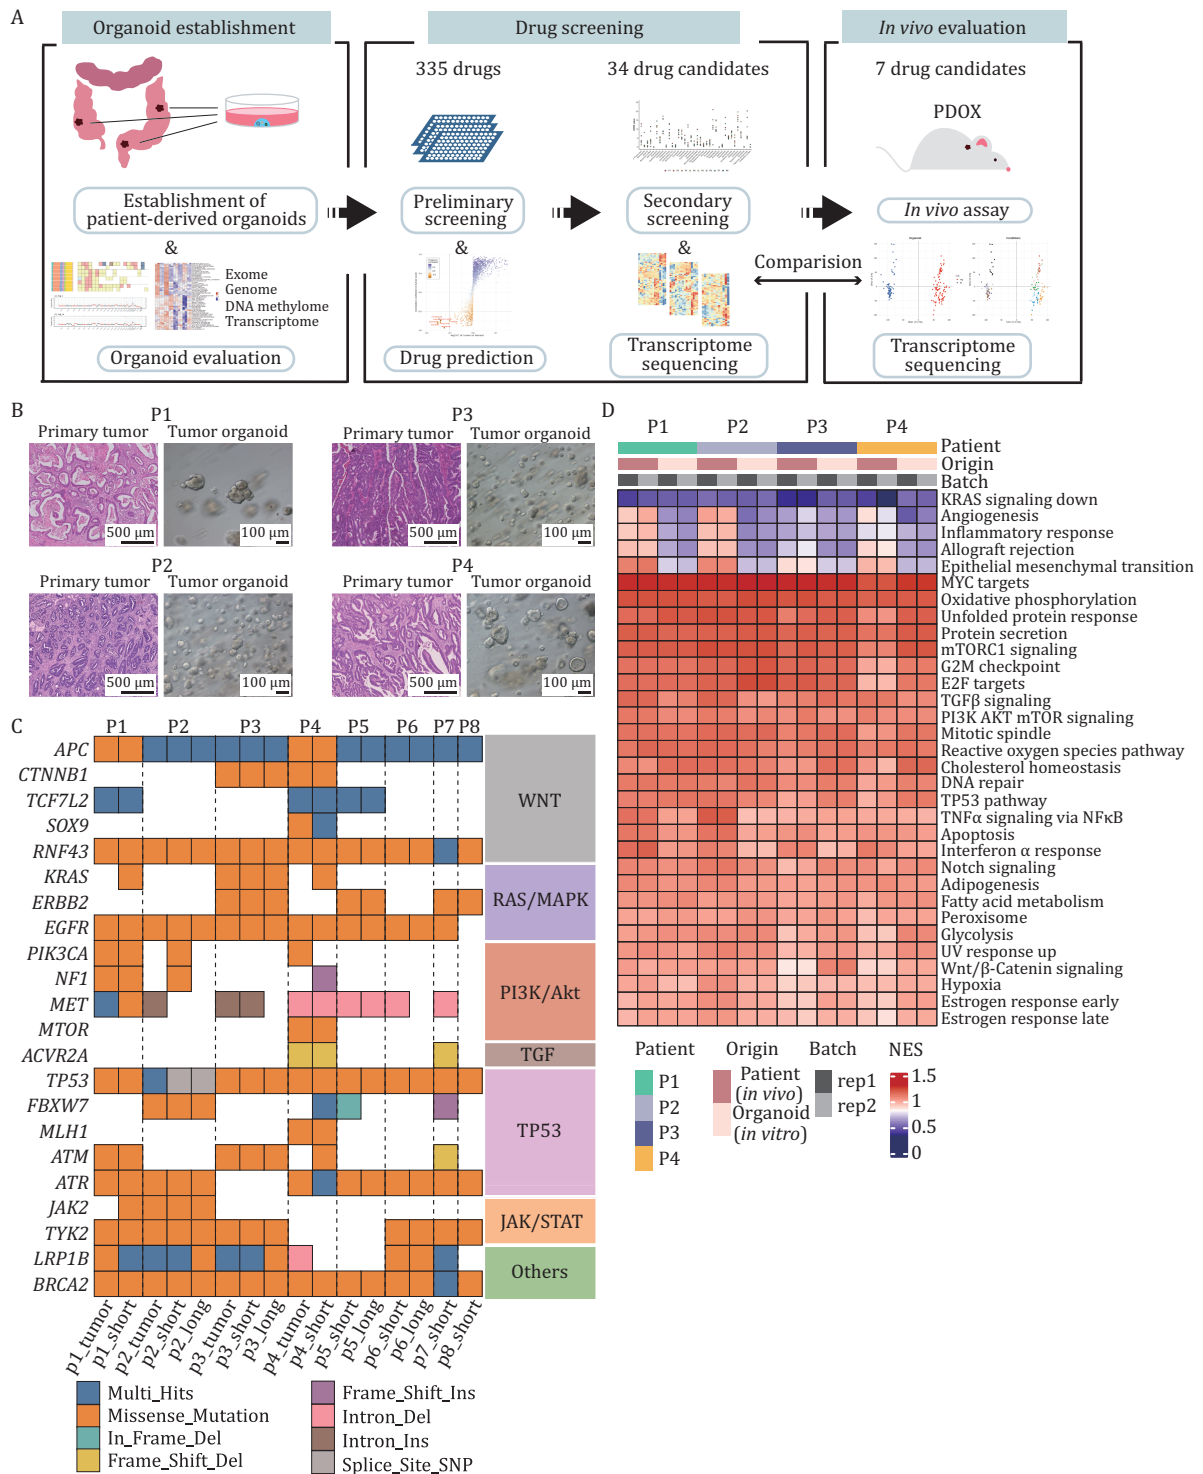 A
Organoid establishment
Drug screening
In vivo evaluation
335 drugs
34 drug candidates
7 drug candidates
PDOX
Establishment of
patient-derived organoids
Preliminary
screening
Secondary
screening
In vivo assay
&
&
&
Exome
Genome
DNA methylome
Transcriptome
Comparision
Organoid evaluation
Drug prediction
Transcriptome
sequencing
Transcriptome
sequencing
B
P1
Primary tumor
Tumor organoid
500 µm
100 µm
P3
Primary tumor
Tumor organoid
500 µm
100 µm
P2
Primary tumor
Tumor organoid
500 µm
100 µm
P4
Primary tumor
Tumor organoid
500 µm
100 µm
C
P1 P2 P3 P4 P5 P6 P7 P8
APC
CTNNB1
TCF7L2
SOX9
RNF43
KRAS
ERBB2
EGFR
PIK3CA
NF1
MET
MTOR
ACVR2A
TP53
FBXW7
MLH1
ATM
ATR
JAK2
TYK2
LRP1B
BRCA2
WNT
RAS/MAPK
PI3K/Akt
TGF
TP53
JAK/STAT
Others
p1_tumor
p1_short
p2_tumor
p2_short
p2_long
p3_tumor
p3_short
p3_long
p4_tumor
p4_short
p5_short
p5_long
p6_short
p6_long
p7_short
p8_short
Multi_Hits
Missense_Mutation
In_Frame_Del
Frame_Shift_Del
Frame_Shift_Ins
Intron_Del
Intron_Ins
Splice_Site_SNP
D
P1 P2 P3 P4
Patient
Origin
Batch
KRAS signaling down
Angiogenesis
Inflammatory response
Allograft rejection
Epithelial mesenchymal transition
MYC targets
Oxidative phosphorylation
Unfolded protein response
Protein secretion
mTORC1 signaling
G2M checkpoint
E2F targets
TGFβ signaling
PI3K AKT mTOR signaling
Mitotic spindle
Reactive oxygen species pathway
Cholesterol homeostasis
DNA repair
TP53 pathway
TNFα signaling via NFκB
Apoptosis
Interferon α response
Notch signaling
Adipogenesis
Fatty acid metabolism
Peroxisome
Glycolysis
UV response up
Wnt/β-Catenin signaling
Hypoxia
Estrogen response early
Estrogen response late
Patient
P1
P2
P3
P4
Origin
Patient
(in vivo)
Organoid
(in vitro)
Batch
rep1
rep2
NES
1.5
1
0.5
0